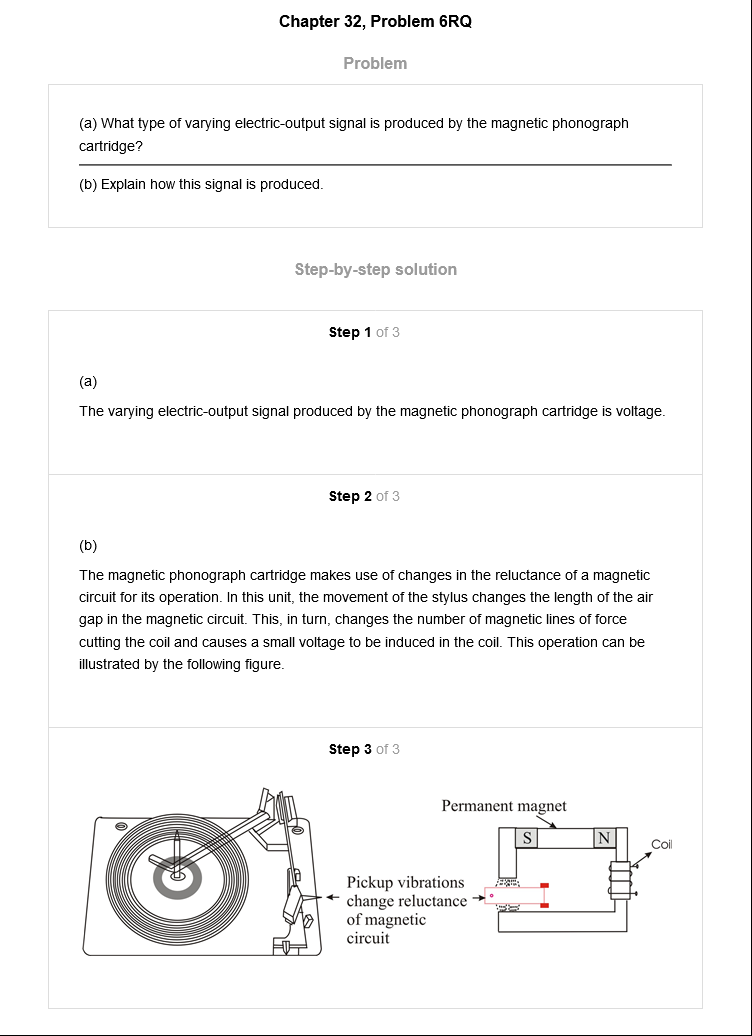 Chapter 32, Problem 6RQ
Problem
(a) What type of varying electric-output signal is produced by the magnetic phonograph
cartridge?
(b) Explain how this signal is produced.
Step-by-step solution
Step 1 of 3
(a)
The varying electric-output signal produced by the magnetic phonograph cartridge is voltage.
Step 2 of 3
(b)
The magnetic phonograph cartridge makes use of changes in the reluctance of a magnetic
circuit for its operation. In this unit, the movement of the stylus changes the length of the air
gap in the magnetic circuit. This, in turn, changes the number of magnetic lines of force
cutting the coil and causes a small voltage to be induced in the coil. This operation can be
illustrated by the following figure.
Step 3 of 3
Permanent magnet
S
N
Coil
Pickup vibrations
change reluctance
of magnetic
circuit